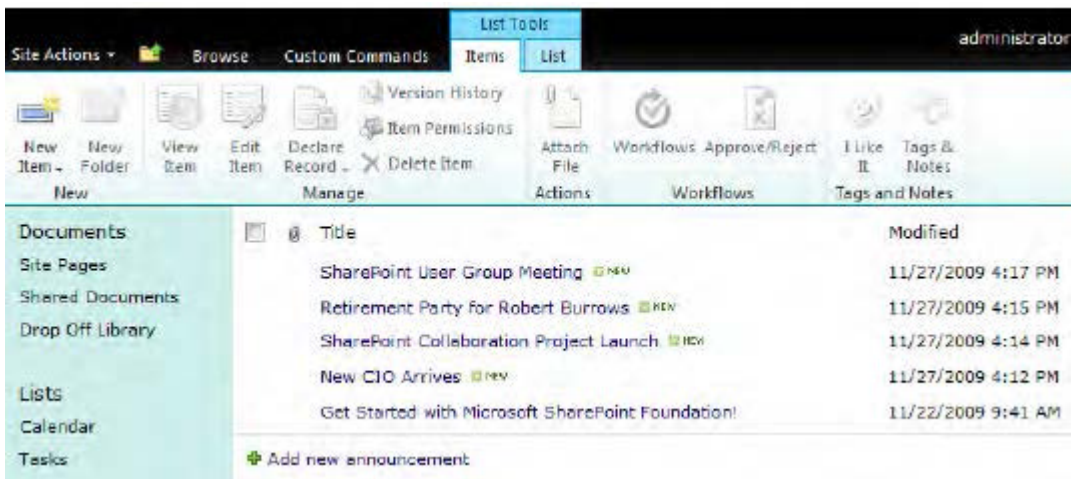 List Tools
administrator
Site Actions Browse Custom Commands Items List
Version History
Item Permissions
New Item New Folder View Item Edit Item Declare Record Delete Item Attach File Workflows Approve/Reject I Like It Tags & Notes
New Manage Actions Workflows Tags and Notes
Documents
Site Pages
Shared Documents
Drop Off Library
Lists
Calendar
Tasks
Title Modified
SharePoint User Group Meeting NEW 11/27/2009 4:17 PM
Retirement Party for Robert Burrows NEW 11/27/2009 4:15 PM
SharePoint Collaboration Project Launch NEW 11/27/2009 4:14 PM
New CIO Arrives NEW 11/27/2009 4:12 PM
Get Started with Microsoft SharePoint Foundation! 11/22/2009 9:41 AM
Add new announcement